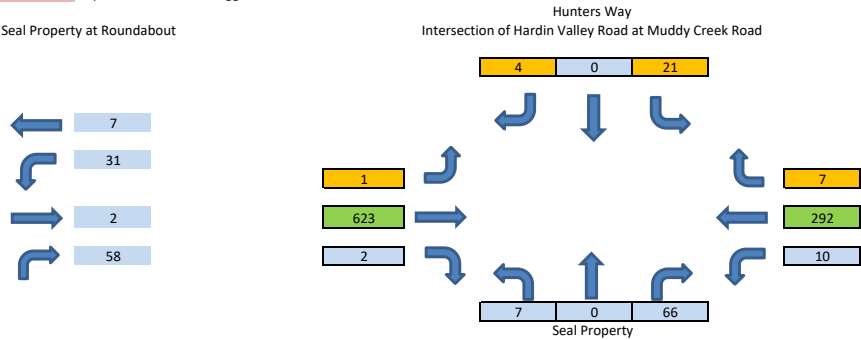 Hunters Way
Seal Property at Roundabout
Intersection of Hardin Valley Road at Muddy Creek Road
4 0 21
7
31
1 7
2 623 292
58 2 10
7 0 66
Seal Property